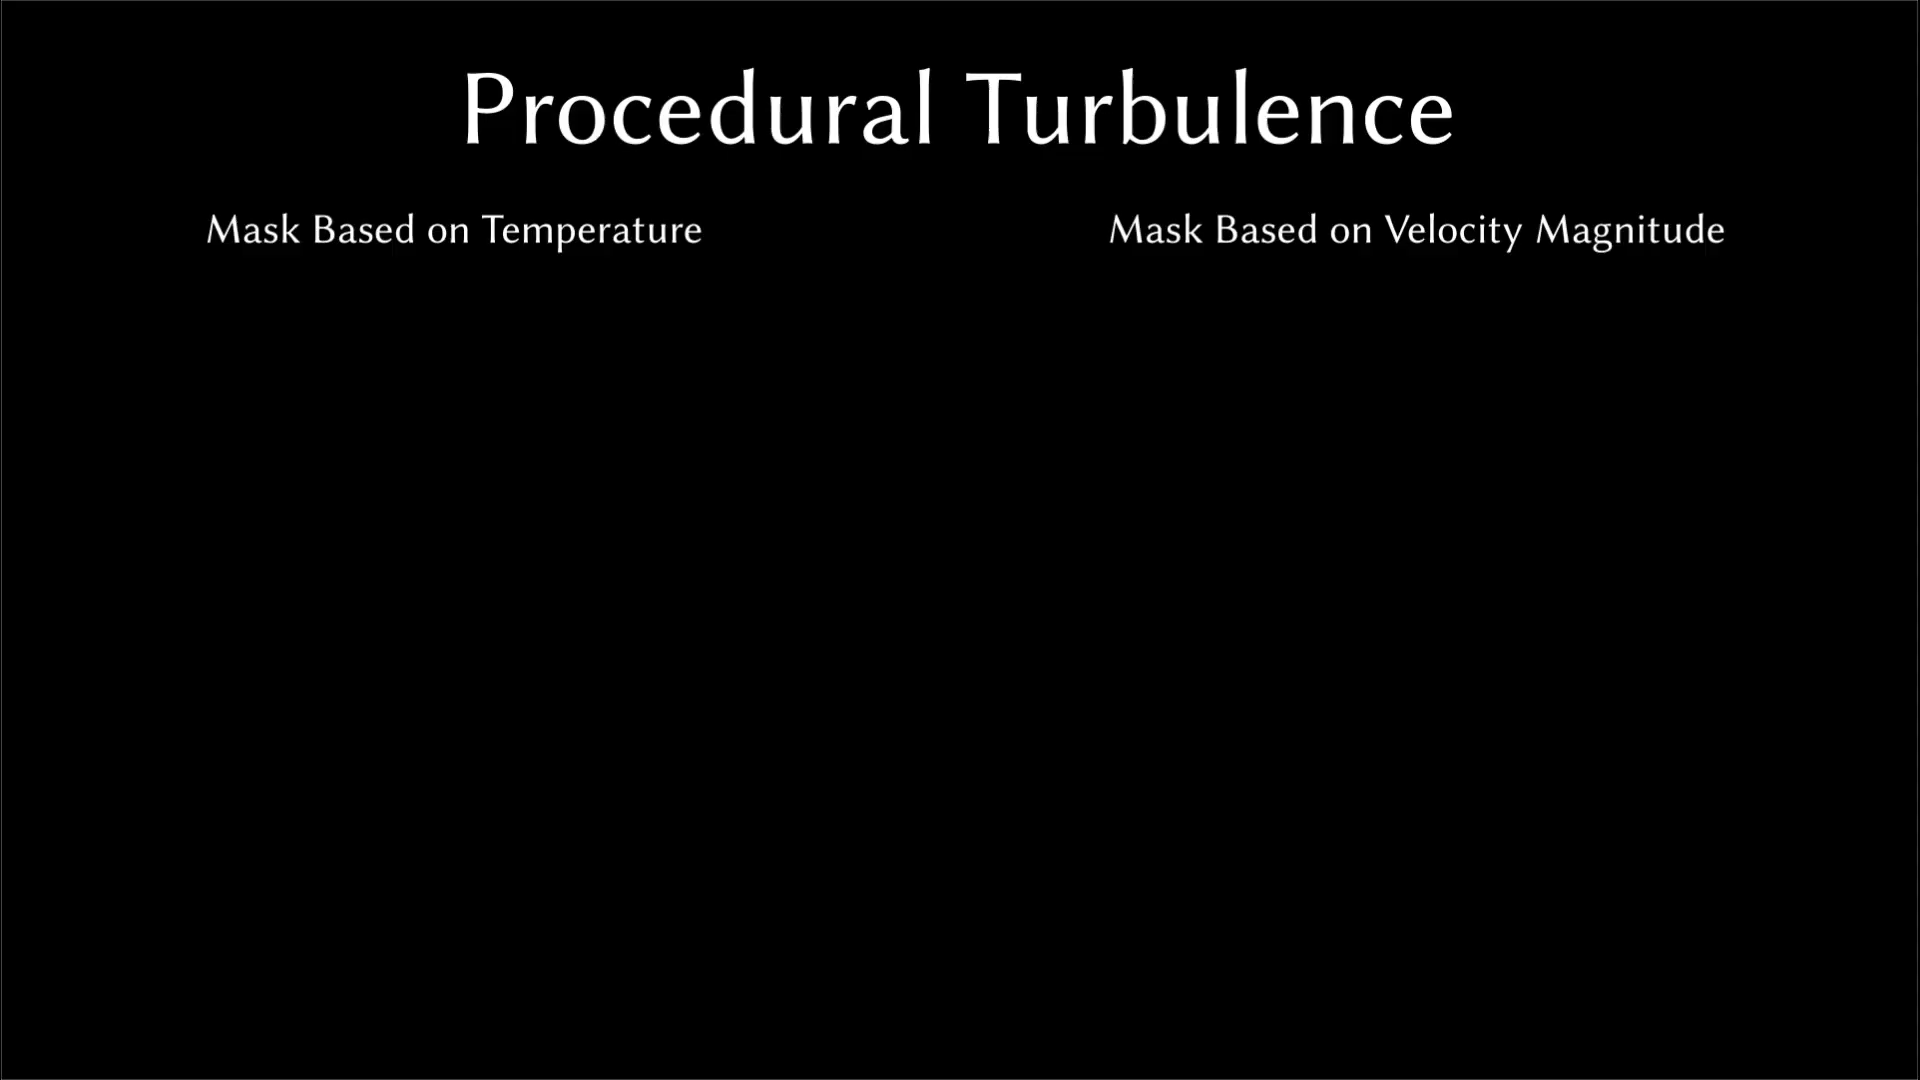 Procedural Turbulence
Mask Based on Temperature
Mask Based on Velocity Magnitude